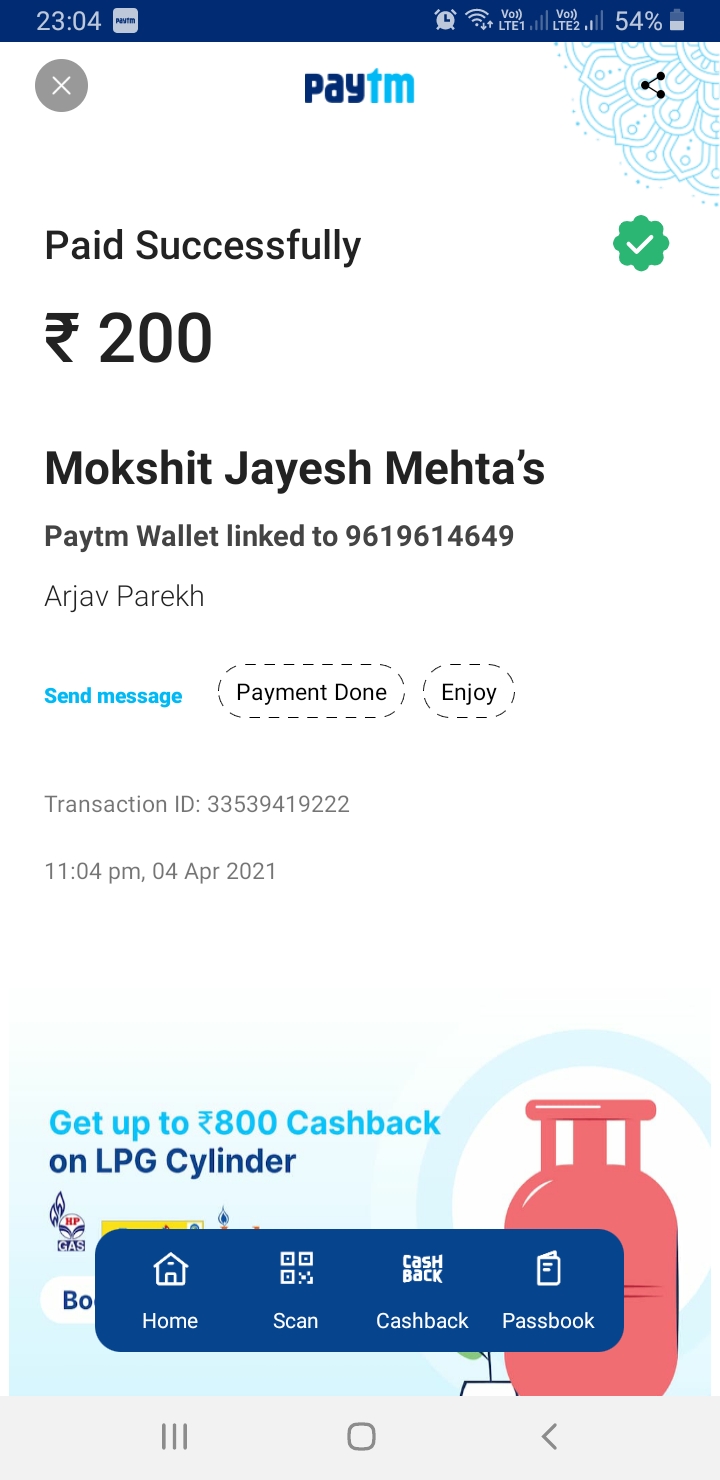 23:04 paytm Vo)) LTE1 Vo)) LTE2 54%
paytm
Paid Successfully
₹ 200
Mokshit Jayesh Mehta’s
Paytm Wallet linked to 9619614649
Arjav Parekh
Send message Payment Done Enjoy
Transaction ID: 33539419222
11:04 pm, 04 Apr 2021
Get up to ₹800 Cashback
on LPG Cylinder
HP
GAS
CASH
BACK
Home Scan Cashback Passbook